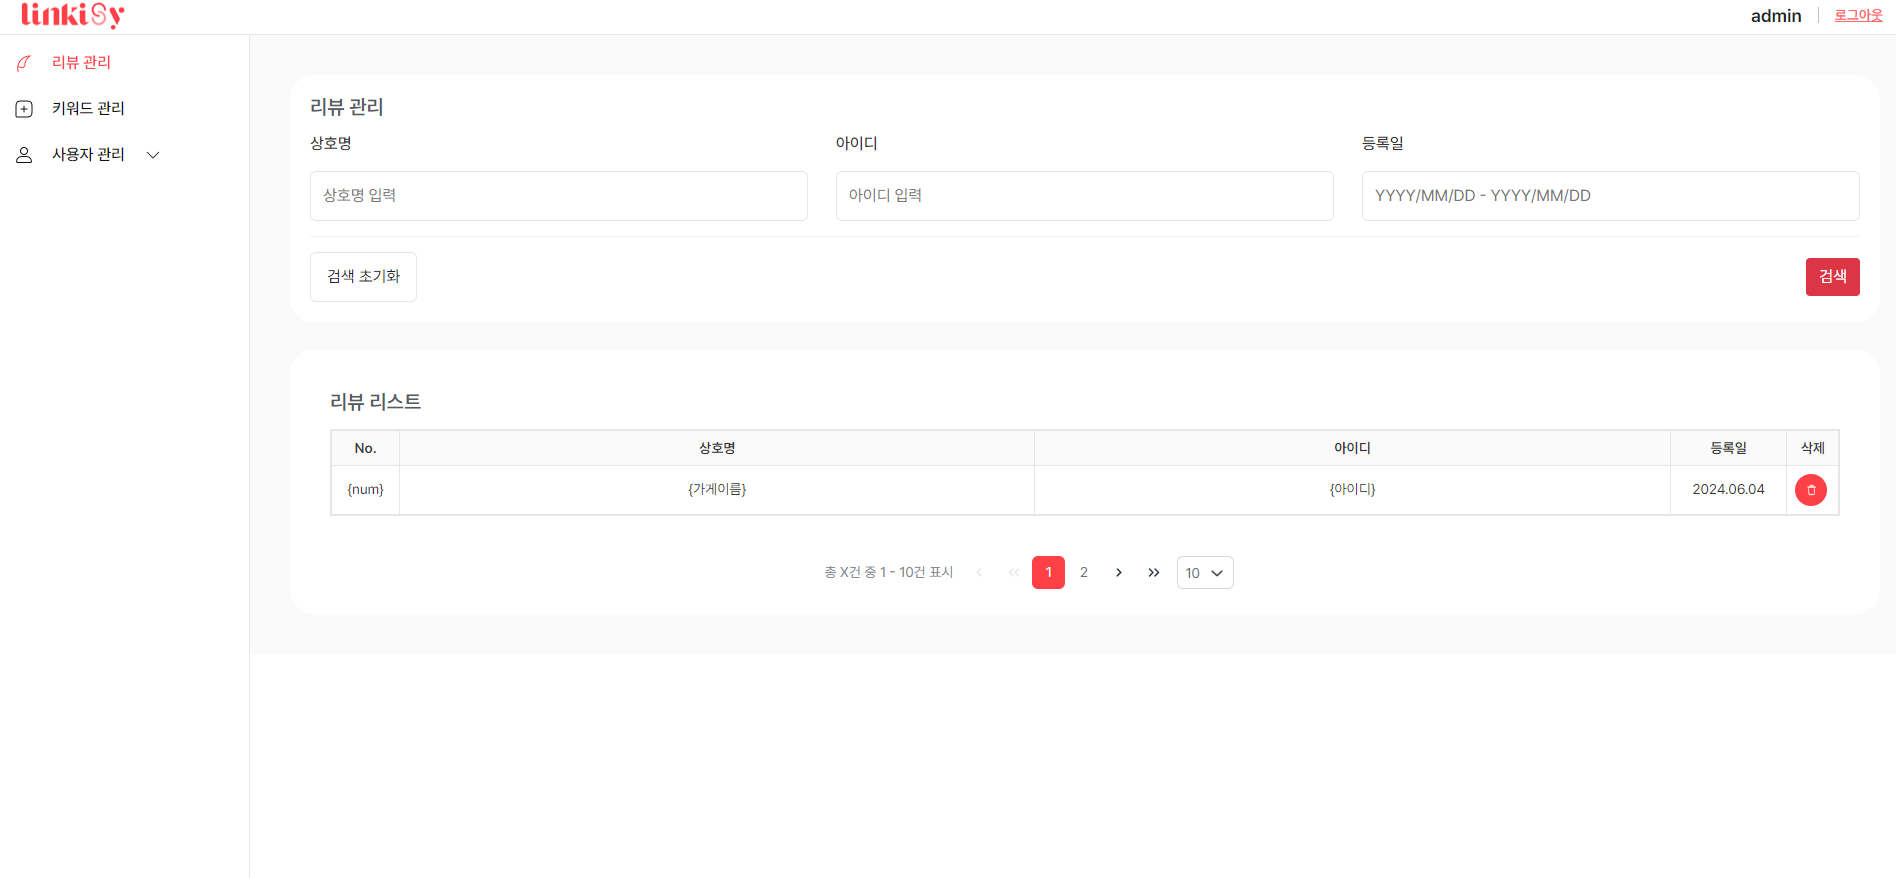 linkisy
admin
로그아웃
리뷰 관리
키워드 관리
사용자 관리
리뷰 관리
상호명
아이디
등록일
상호명 입력
아이디 입력
YYYY/MM/DD - YYYY/MM/DD
검색 초기화
검색
리뷰 리스트
No. 상호명 아이디 등록일 삭제
{num} {가게이름} {아이디} 2024.06.04
총 X건 중 1 - 10건 표시 ‹ « 1 2 › » 10